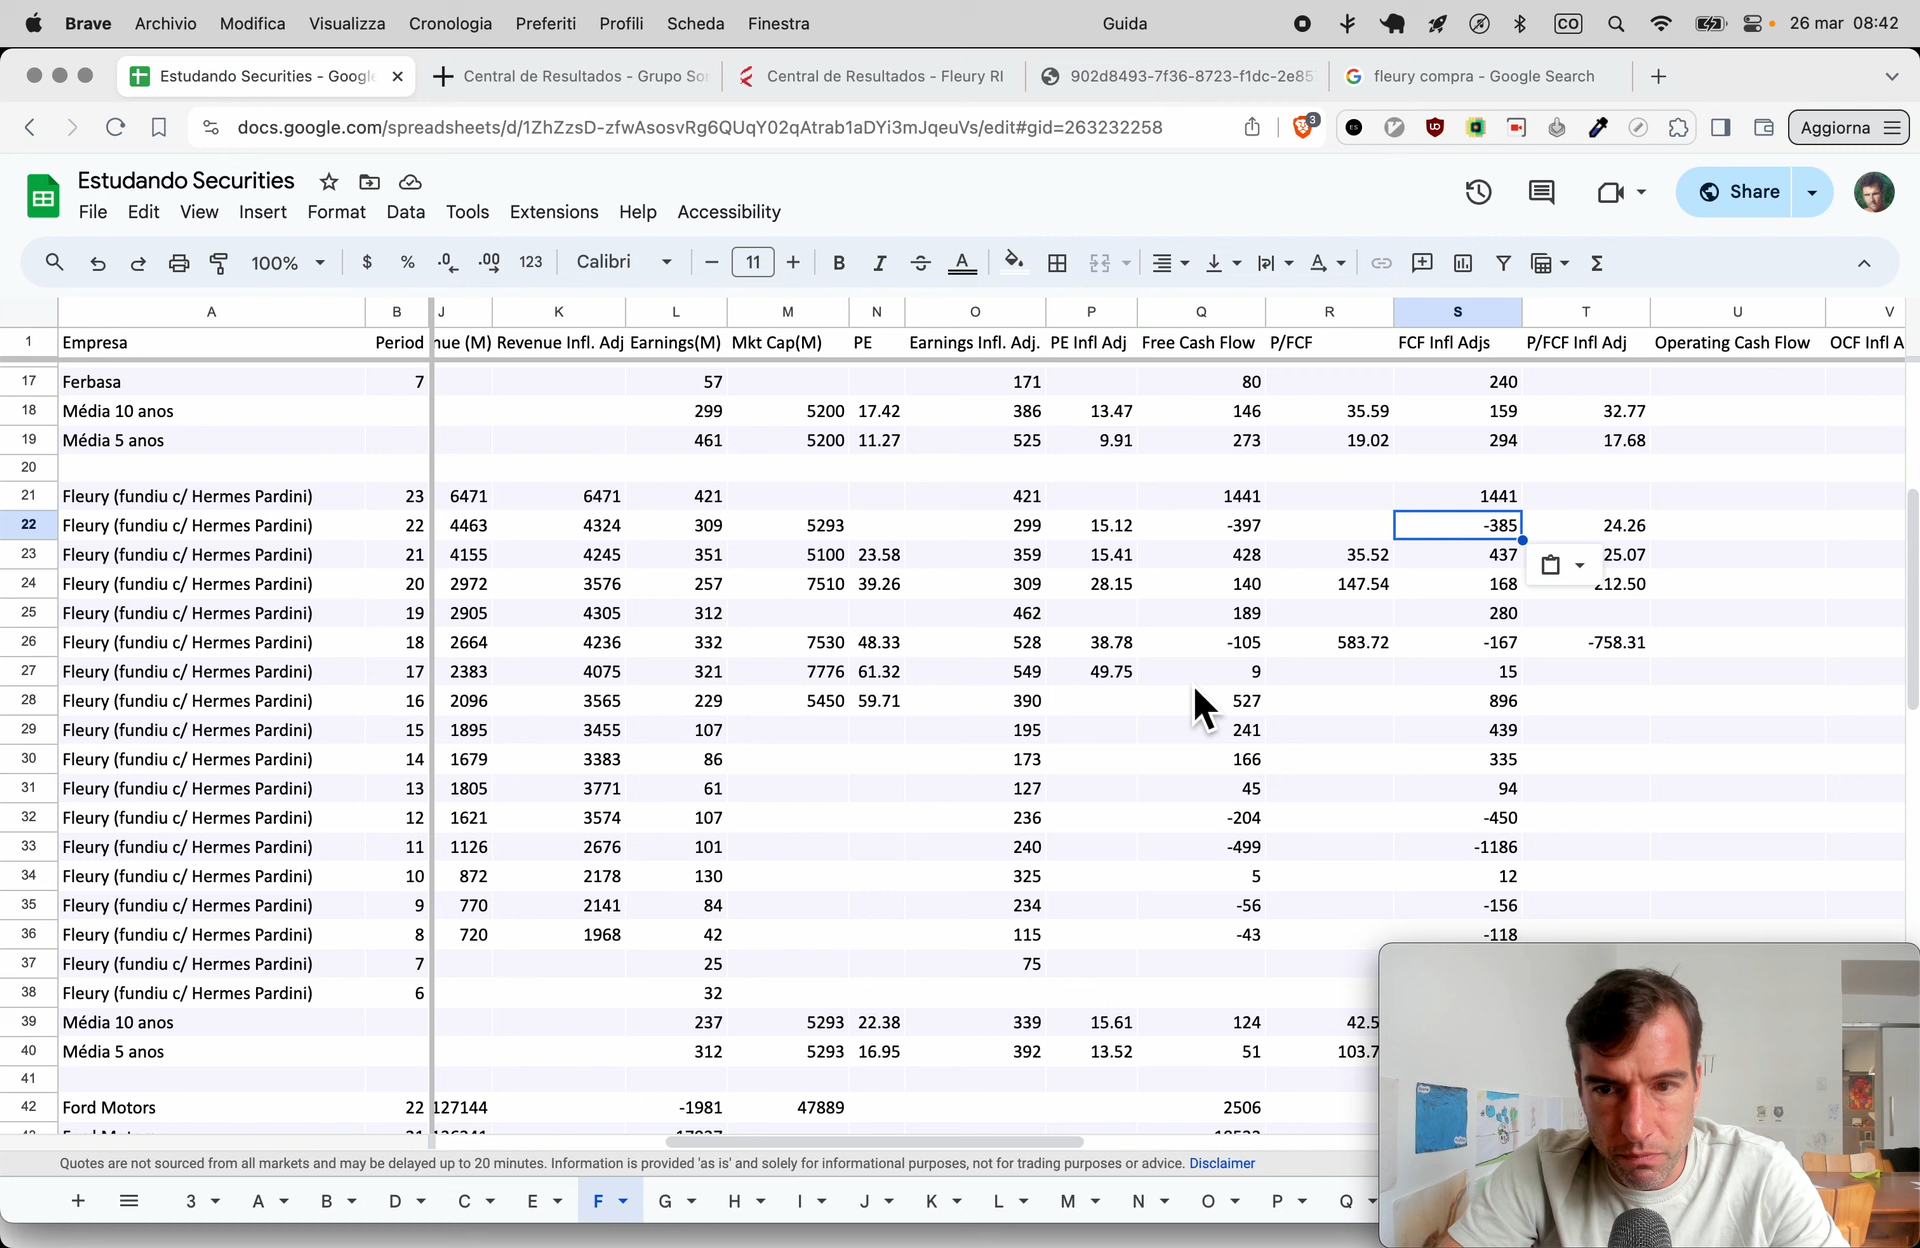 Brave Archivio Modifica Visualizza Cronologia Preferiti Profili Scheda Finestra Guida CO 26 mar 08:42
Estudando Securities - Google Central de Resultados - Grupo Central de Resultados - Fleury RI 902d8493-7f36-8723-f1dc-2e85 fleury compra - Google Search
docs.google.com/spreadsheets/d/1ZhZzsD-zfwAsosvRg6QUqY02qAtrab1aDYi3mJqeuVs/edit#gid=263232258 3 Aggiorna
Estudando Securities
Share
File Edit View Insert Format Data Tools Extensions Help Accessibility
100% $ % .0 .00 123 Calibri 11 B I A
A B J K L M N O P Q R S T U V
1 Empresa Period nue (M) Revenue Infl. Adj Earnings(M) Mkt Cap(M) PE Earnings Infl. Adj. PE Infl Adj Free Cash Flow P/FCF FCF Infl Adjs P/FCF Infl Adj Operating Cash Flow OCF Infl A
17 Ferbasa 7 57 171 80 240
18 Média 10 anos 299 5200 17.42 386 13.47 146 35.59 159 32.77
19 Média 5 anos 461 5200 11.27 525 9.91 273 19.02 294 17.68
20
21 Fleury (fundiu c/ Hermes Pardini) 23 6471 6471 421 421 1441 1441
22 Fleury (fundiu c/ Hermes Pardini) 22 4463 4324 309 5293 299 15.12 -397 -385 24.26
23 Fleury (fundiu c/ Hermes Pardini) 21 4155 4245 351 5100 23.58 359 15.41 428 35.52 437 25.07
24 Fleury (fundiu c/ Hermes Pardini) 20 2972 3576 257 7510 39.26 309 28.15 140 147.54 168 212.50
25 Fleury (fundiu c/ Hermes Pardini) 19 2905 4305 312 462 189 280
26 Fleury (fundiu c/ Hermes Pardini) 18 2664 4236 332 7530 48.33 528 38.78 -105 583.72 -167 -758.31
27 Fleury (fundiu c/ Hermes Pardini) 17 2383 4075 321 7776 61.32 549 49.75 9 15
28 Fleury (fundiu c/ Hermes Pardini) 16 2096 3565 229 5450 59.71 390 527 896
29 Fleury (fundiu c/ Hermes Pardini) 15 1895 3455 107 195 241 439
30 Fleury (fundiu c/ Hermes Pardini) 14 1679 3383 86 173 166 335
31 Fleury (fundiu c/ Hermes Pardini) 13 1805 3771 61 127 45 94
32 Fleury (fundiu c/ Hermes Pardini) 12 1621 3574 107 236 -204 -450
33 Fleury (fundiu c/ Hermes Pardini) 11 1126 2676 101 240 -499 -1186
34 Fleury (fundiu c/ Hermes Pardini) 10 872 2178 130 325 5 12
35 Fleury (fundiu c/ Hermes Pardini) 9 770 2141 84 234 -56 -156
36 Fleury (fundiu c/ Hermes Pardini) 8 720 1968 42 115 -43 -118
37 Fleury (fundiu c/ Hermes Pardini) 7 25 75
38 Fleury (fundiu c/ Hermes Pardini) 6 32
39 Média 10 anos 237 5293 22.38 339 15.61 124 42.5
40 Média 5 anos 312 5293 16.95 392 13.52 51 103.7
41
42 Ford Motors 22 127144 -1981 47889 2506
Quotes are not sourced from all markets and may be delayed up to 20 minutes. Information is provided 'as is' and solely for informational purposes, not for trading purposes or advice. Disclaimer
3 A B D C E F G H I J K L M N O P Q